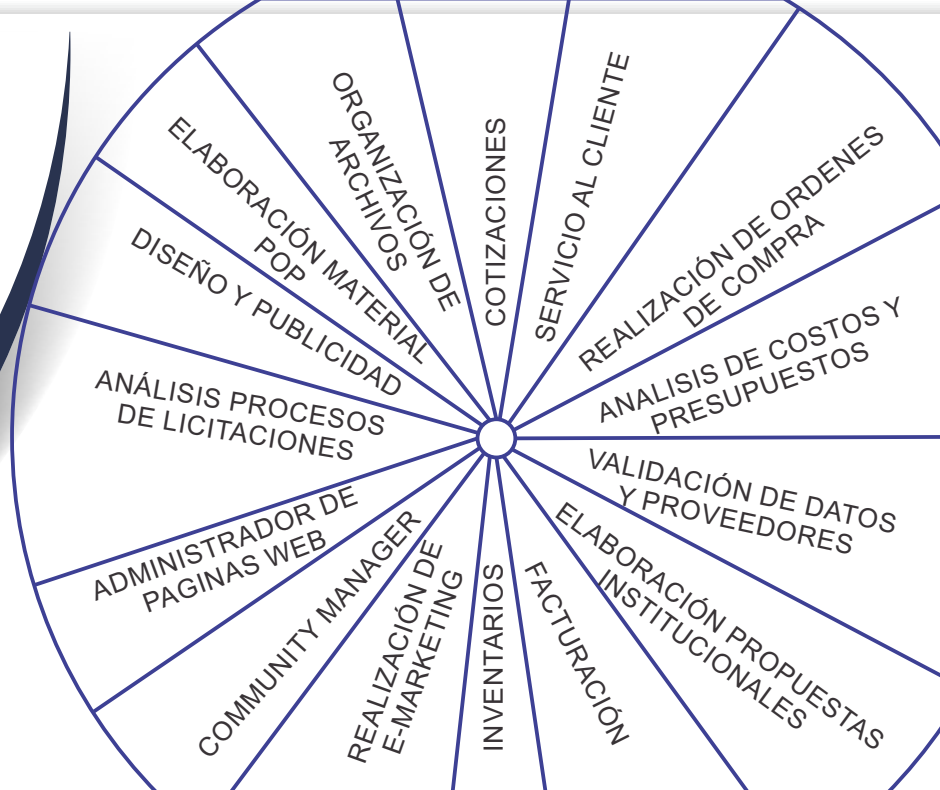 COTIZACIONES
SERVICIO AL CLIENTE
REALIZACIÓN DE ORDENES
DE COMPRA
ANALISIS DE COSTOS Y
PRESUPUESTOS
VALIDACIÓN DE DATOS
Y PROVEEDORES
ELABORACIÓN PROPUESTAS
INSTITUCIONALES
FACTURACIÓN
INVENTARIOS
REALIZACIÓN DE
E-MARKETING
COMMUNITY MANAGER
ADMINISTRADOR DE
PAGINAS WEB
ANÁLISIS PROCESOS
DE LICITACIONES
DISEÑO Y PUBLICIDAD
ELABORACIÓN MATERIAL
POP
ORGANIZACIÓN DE
ARCHIVOS